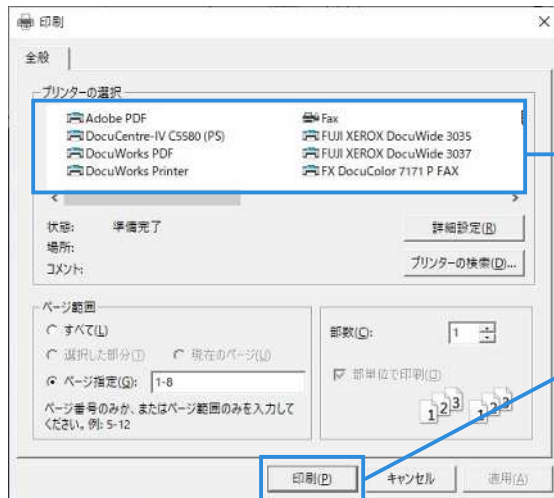 印刷
全般
プリンターの選択
Adobe PDF
Fax
DocuCentre-IV C5580 (PS)
FUJI XEROX DocuWide 3035
DocuWorks PDF
FUJI XEROX DocuWide 3037
DocuWorks Printer
FX DocuColor 7171 P FAX
状態: 準備完了
詳細設定(R)
場所:
コメント:
プリンターの検索(D)...
ページ範囲
すべて(L)
選択した部分(T) 現在のページ(U)
ページ指定(G): 1-8
ページ番号のみか、またはページ範囲のみを入力して
ください。例: 5-12
部数(C): 1
部単位で印刷(O)
1 2 3 1 2 3
印刷(P) キャンセル 適用(A)